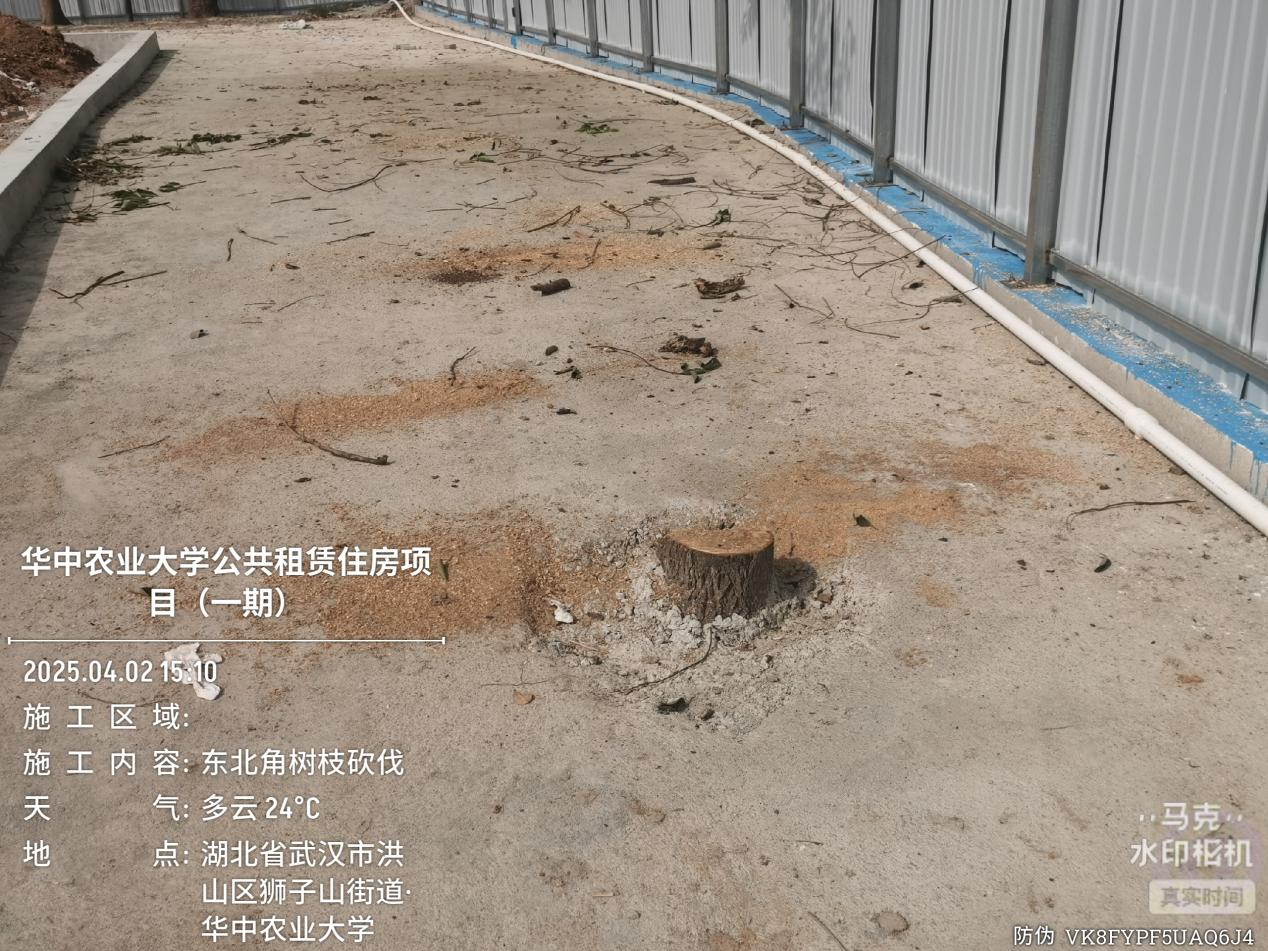 华中农业大学公共租赁住房项
目（一期）
2025.04.02 15:10
施工区域:
施工内容: 东北角树枝砍伐
天气: 多云 24°C
地点: 湖北省武汉市洪
山区狮子山街道·
华中农业大学
马克
水印相机
真实时间
防伪 VK8FYPF5UAQ6J4